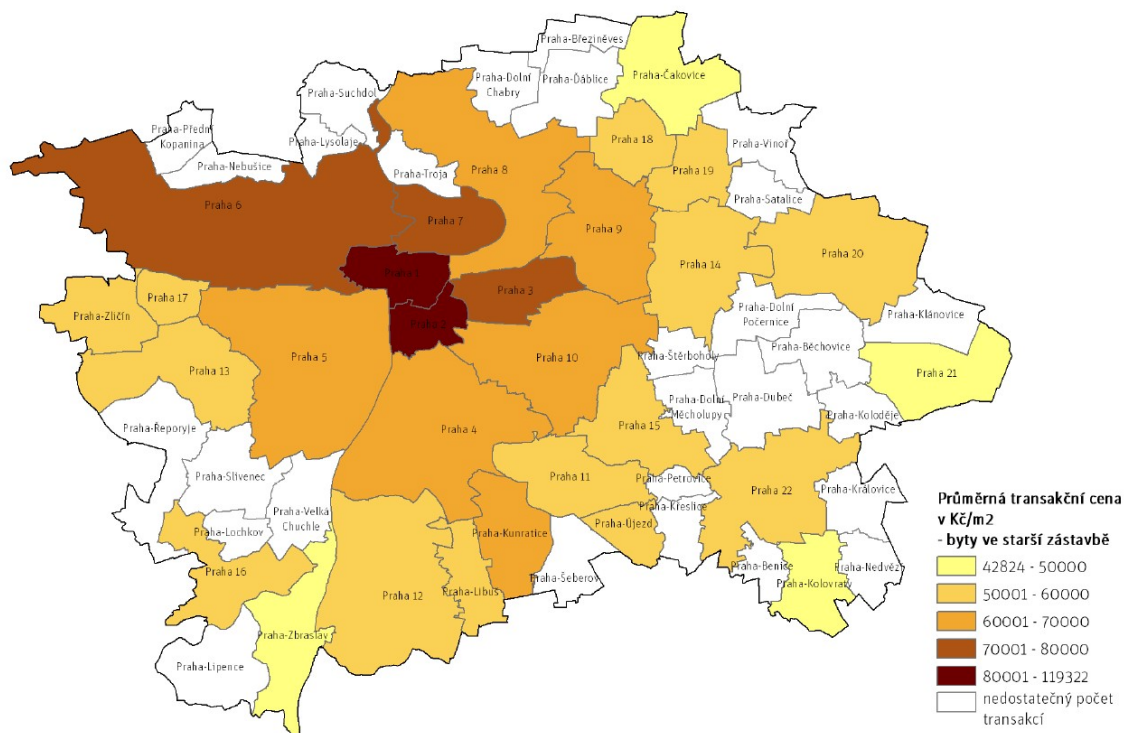 Praha-Březiněves
Praha-Čakovice
Praha-Dolní
Chabry
Praha-Ďáblice
Praha-Suchdol
Praha-Přední
Kopanina
Praha-Lysolaje
Praha-Nebušice
Praha-Troja
Praha 8
Praha 18
Praha-Vinoř
Praha 19
Praha-Satalice
Praha 6
Praha 7
Praha 9
Praha 20
Praha 14
Praha 1
Praha 3
Praha 17
Praha-Zličín
Praha 2
Praha-Dolní
Počernice
Praha-Klánovice
Praha-Běchovice
Praha-Štěrboholy
Praha 5
Praha 10
Praha 13
Praha 21
Praha-Dolní
Měcholupy
Praha-Dubeč
Praha-Koloděje
Praha-Řeporyje
Praha 4
Praha 15
Praha-Slivenec
Praha 11
Praha-Petrovice
Praha 22
Praha-Královice
Praha-Velká
Chuchle
Praha-Křeslice
Praha-Lochkov
Praha-Kunratice
Praha-Újezd
Praha 16
Praha-Šeberov
Praha-Benice
Praha-Nedvězí
Praha-Kolovraty
Praha 12
Praha-Libuš
Praha-Zbraslav
Praha-Lipence
Průměrná transakční cena
v Kč/m2
- byty ve starší zástavbě
42824 - 50000
50001 - 60000
60001 - 70000
70001 - 80000
80001 - 119322
nedostatečný počet
transakcí